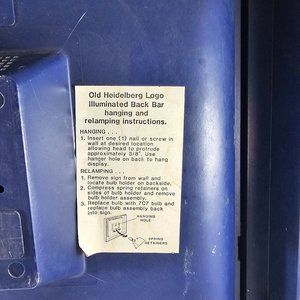 Old Heidelberg Logo
Illuminated Back Bar
hanging and
relamping instructions.
HANGING . . .
1. Insert one (1) nail or screw in
wall at desired location
allowing head to protrude
approximately 3/8". Use
hanger hole on back to hang
display.
RELAMPING . . .
1. Remove sign from wall and
locate bulb holder on backside.
2. Compress spring retainers on
sides of bulb holder and remove
bulb holder assembly.
3. Replace bulb with 7C7 bulb and
replace bulb assembly back
into sign.
HANGING
HOLE
SPRING
RETAINERS